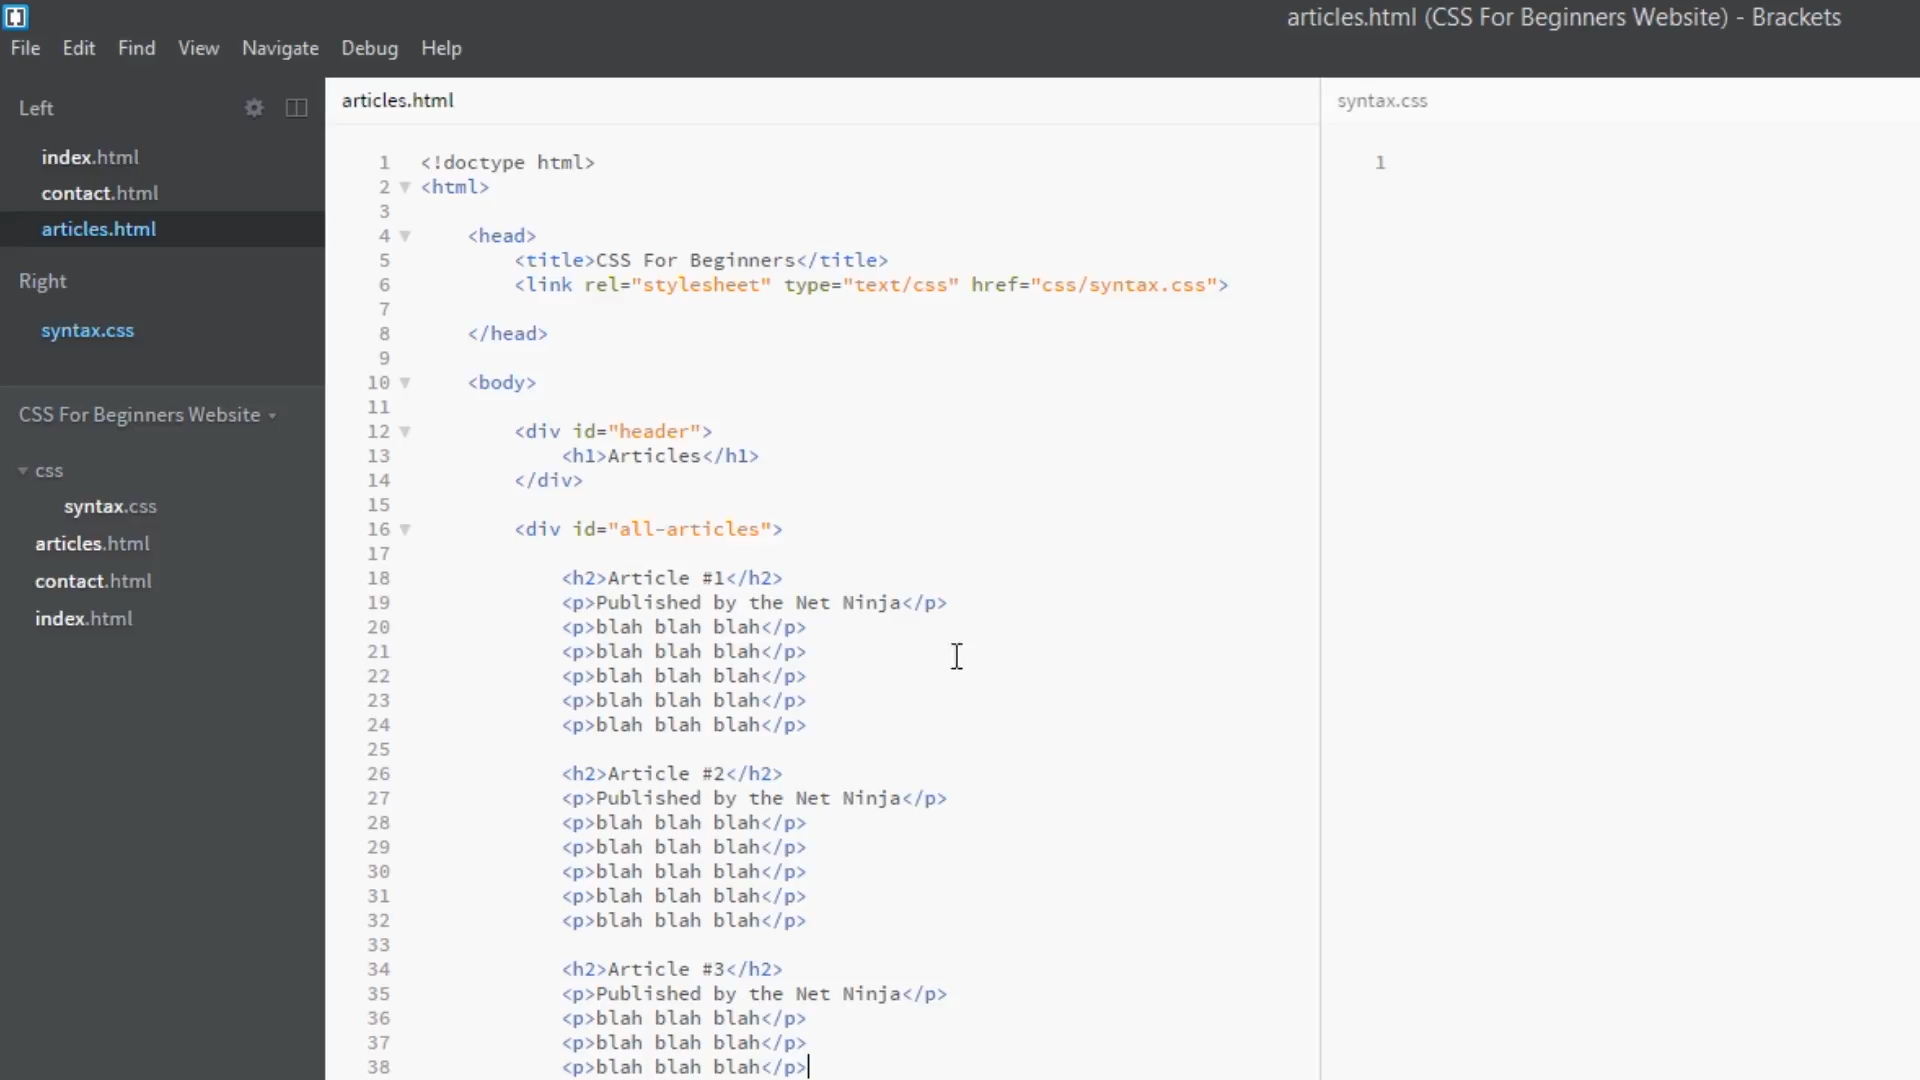 articles.html (CSS For Beginners Website) - Brackets
File Edit Find View Navigate Debug Help
Left
index.html
contact.html
articles.html
Right
syntax.css
CSS For Beginners Website
css
syntax.css
articles.html
contact.html
index.html
articles.html
1 <!doctype html>
2 <html>
3
4 <head>
5 <title>CSS For Beginners</title>
6 <link rel="stylesheet" type="text/css" href="css/syntax.css">
7
8 </head>
9
10 <body>
11
12 <div id="header">
13 <h1>Articles</h1>
14 </div>
15
16 <div id="all-articles">
17
18 <h2>Article #1</h2>
19 <p>Published by the Net Ninja</p>
20 <p>blah blah blah</p>
21 <p>blah blah blah</p>
22 <p>blah blah blah</p>
23 <p>blah blah blah</p>
24 <p>blah blah blah</p>
25
26 <h2>Article #2</h2>
27 <p>Published by the Net Ninja</p>
28 <p>blah blah blah</p>
29 <p>blah blah blah</p>
30 <p>blah blah blah</p>
31 <p>blah blah blah</p>
32 <p>blah blah blah</p>
33
34 <h2>Article #3</h2>
35 <p>Published by the Net Ninja</p>
36 <p>blah blah blah</p>
37 <p>blah blah blah</p>
38 <p>blah blah blah</p>
syntax.css
1